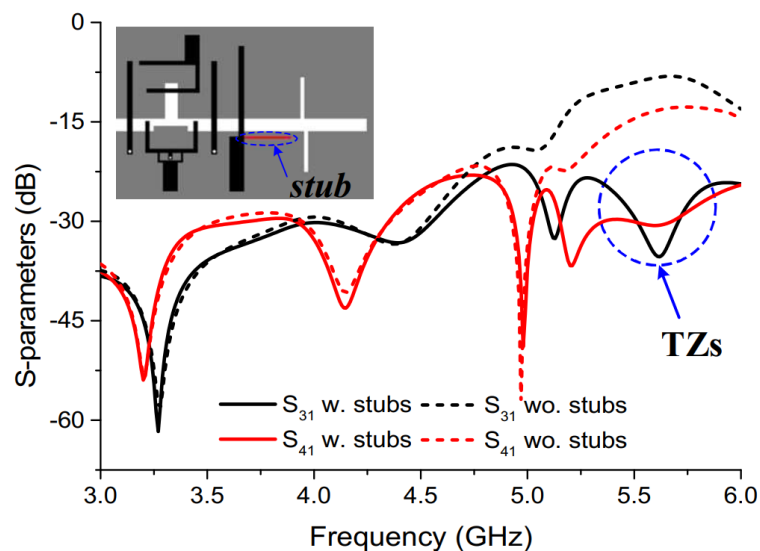 0
-15
-30
-45
-60
S-parameters (dB)
stub
TZs
S31 w. stubs
S31 wo. stubs
S41 w. stubs
S41 wo. stubs
3.0 3.5 4.0 4.5 5.0 5.5 6.0
Frequency (GHz)